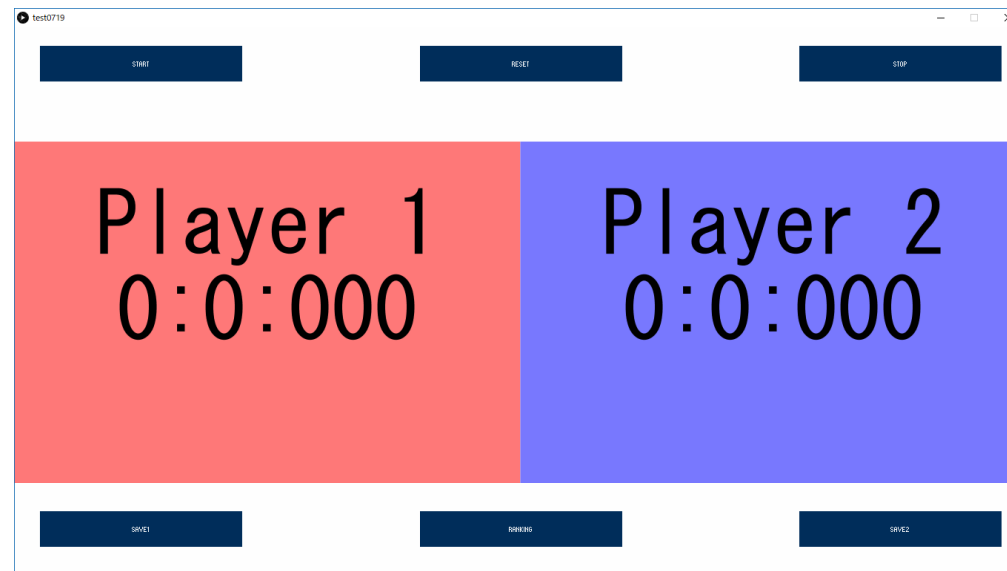 test0719
START
RESET
STOP
Player 1
0:0:000
Player 2
0:0:000
SAVE1
RANKING
SAVE2